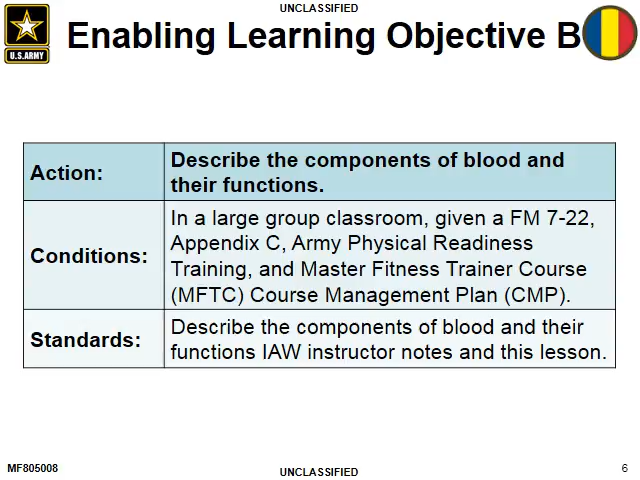 UNCLASSIFIED
Enabling Learning Objective B
U.S.ARMY
Action:
Describe the components of blood and
their functions.
Conditions:
In a large group classroom, given a FM 7-22,
Appendix C, Army Physical Readiness
Training, and Master Fitness Trainer Course
(MFTC) Course Management Plan (CMP).
Standards:
Describe the components of blood and their
functions IAW instructor notes and this lesson.
MF805008
UNCLASSIFIED
6